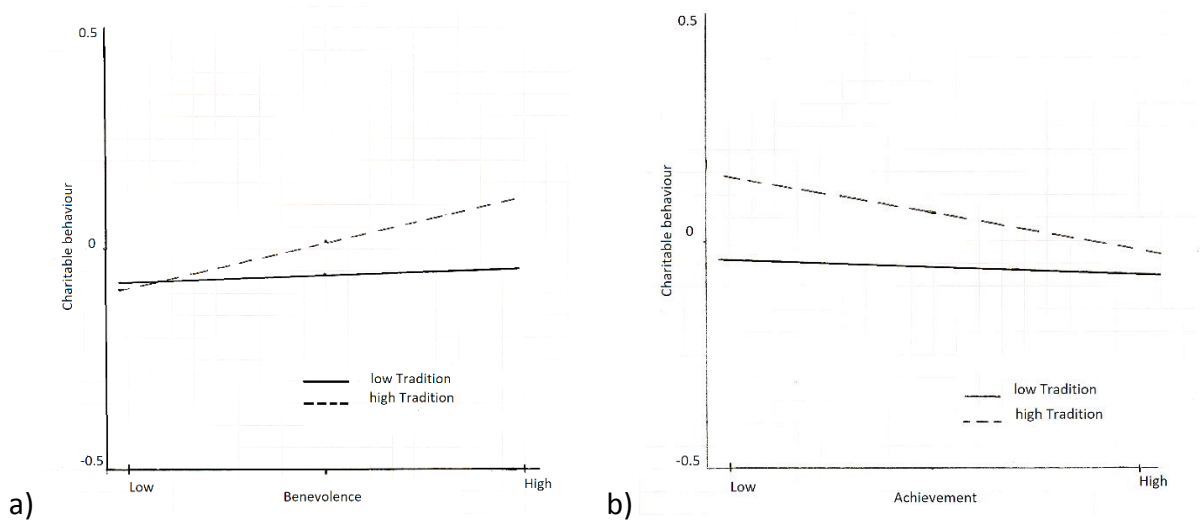 0.5
Charitable behaviour
0
low Tradition
high Tradition
-0.5
Low
Benevolence
High
a)
0.5
Charitable behaviour
0
low Tradition
high Tradition
-0.5
Low
Achievement
High
b)